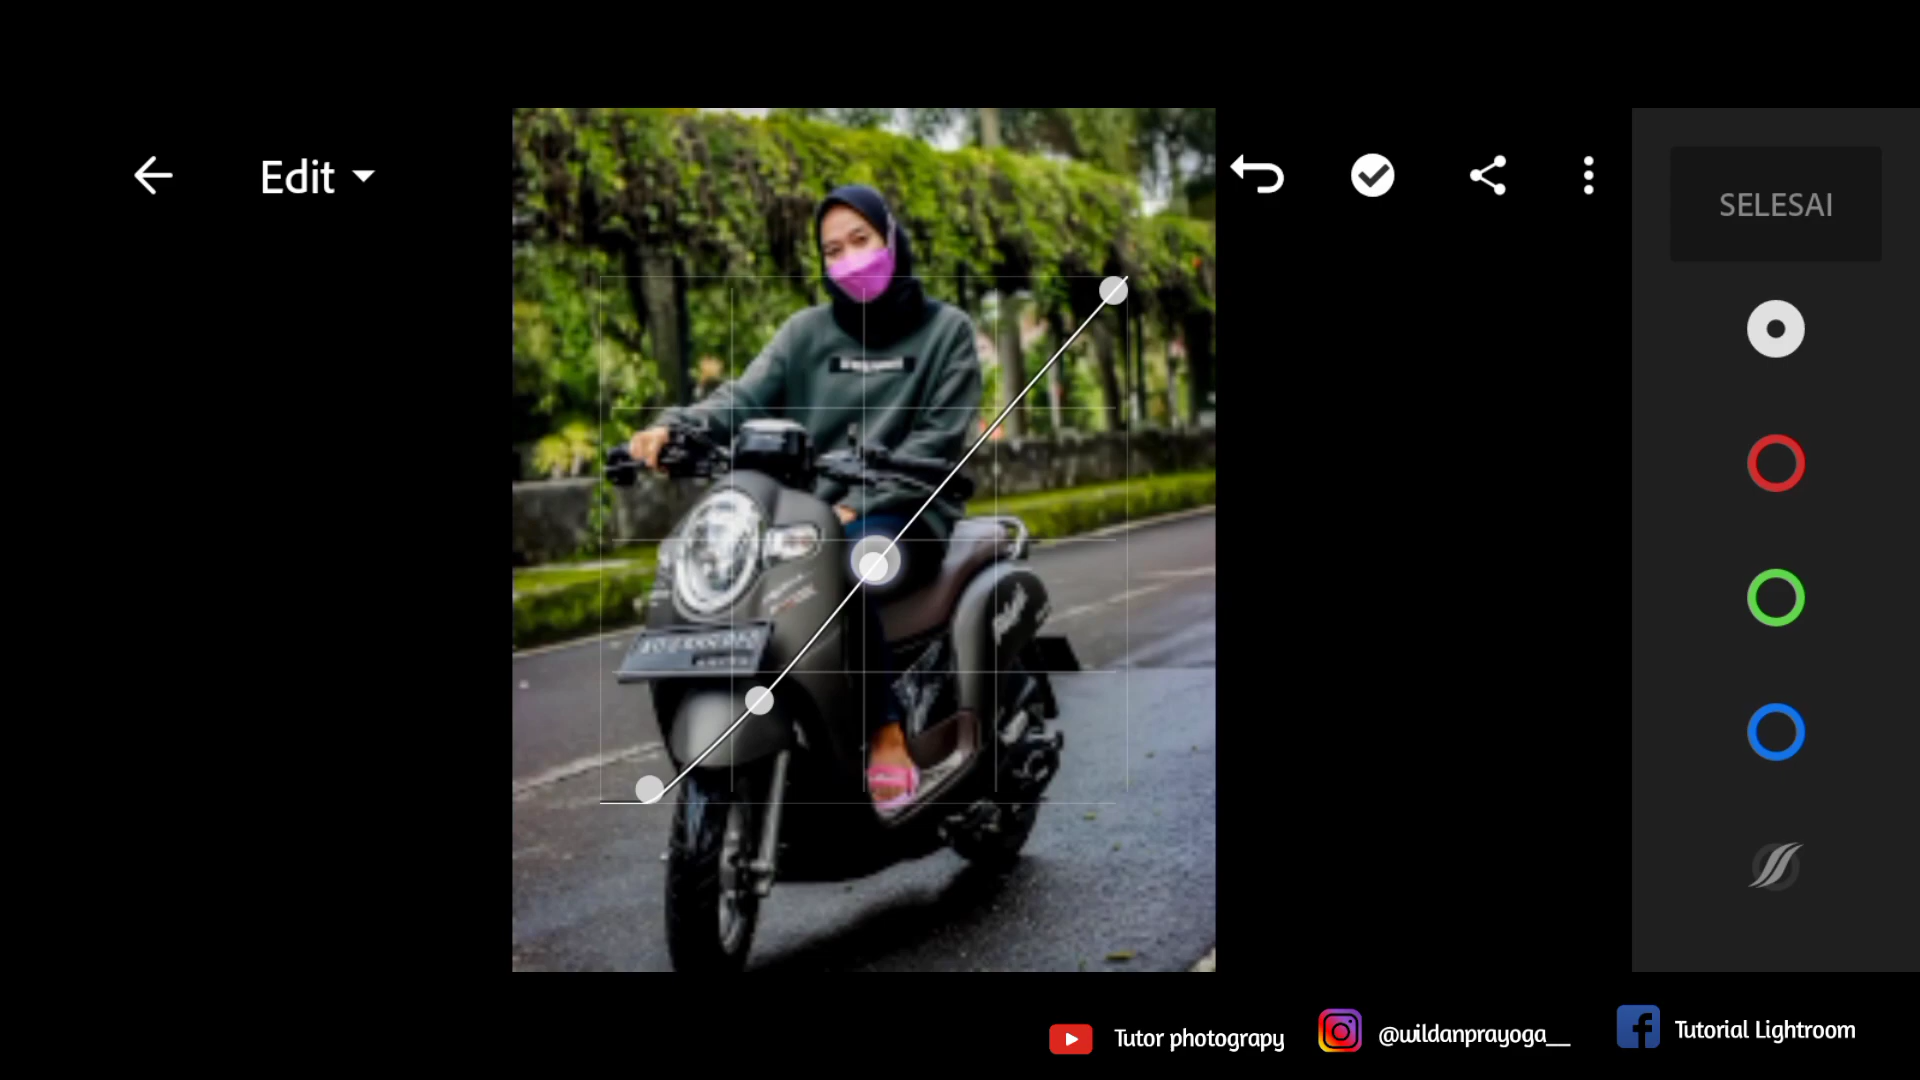 Edit
SELESAI
Tutor photograpy
@wildanprayoga__
Tutorial Lightroom